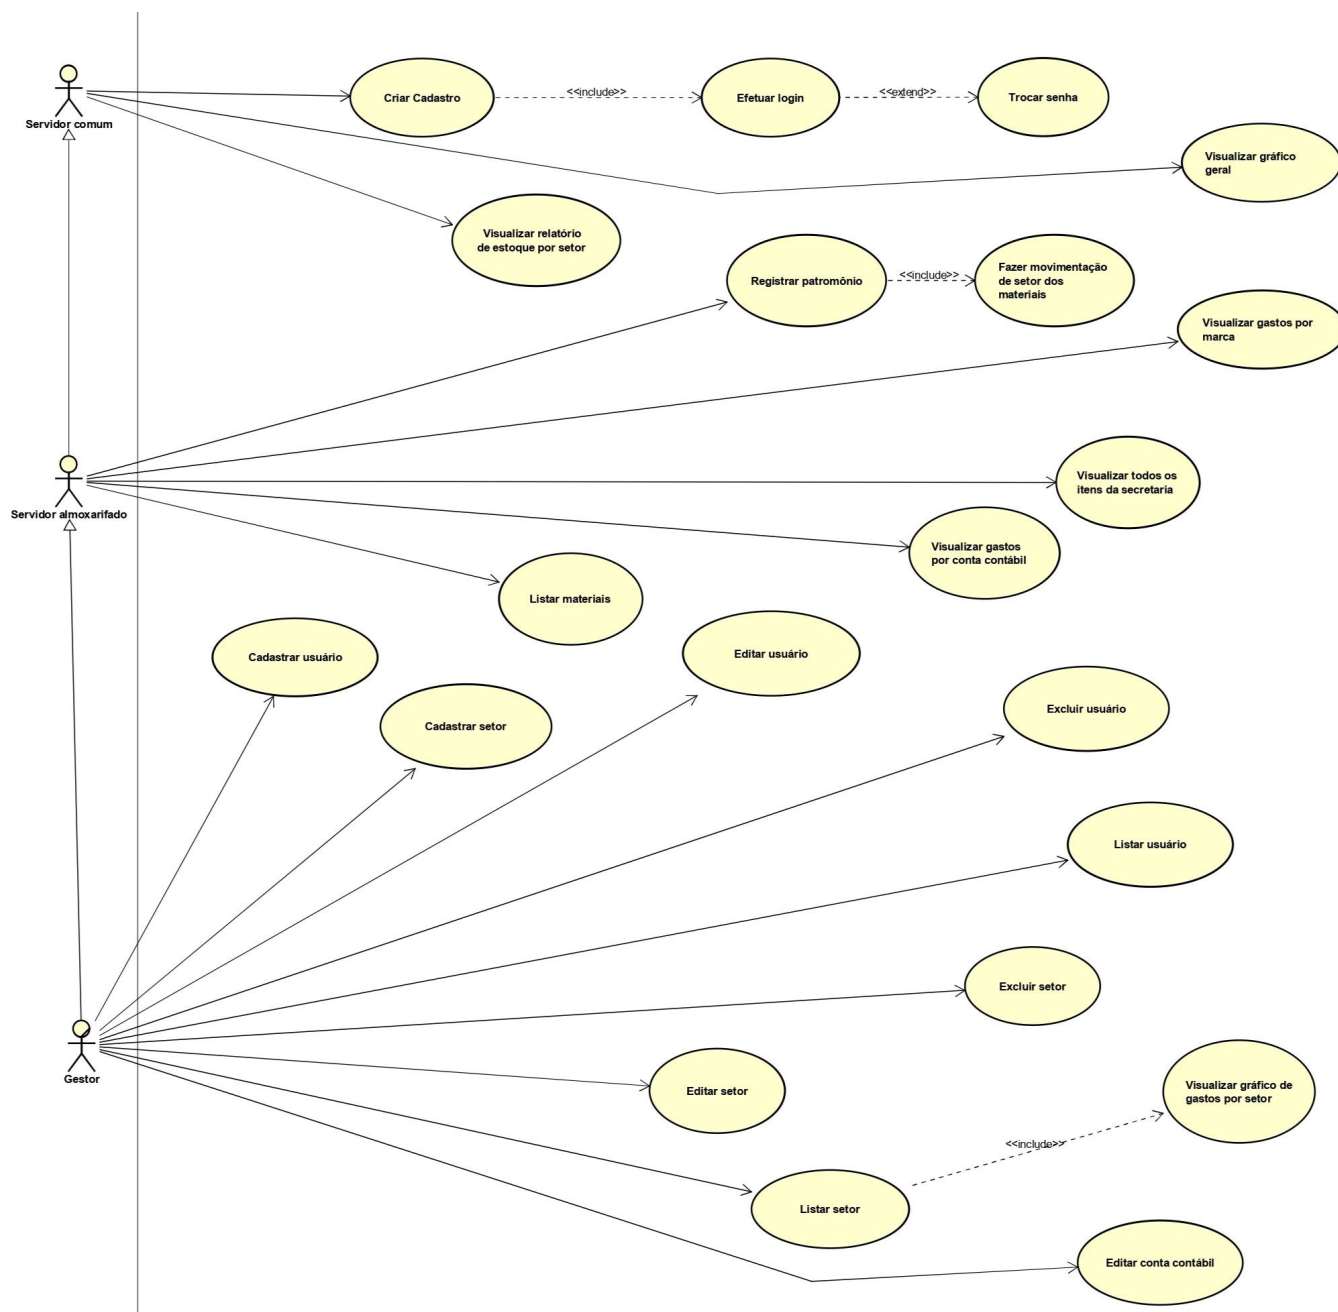 Servidor comum
Criar Cadastro
<<include>>
Efetuar login
<<extend>>
Trocar senha
Visualizar gráfico
geral
Visualizar relatório
de estoque por setor
Registrar patromônio
<<include>>
Fazer movimentação
de setor dos
materiais
Visualizar gastos por
marca
Servidor almoxarifado
Visualizar todos os
itens da secretaria
Visualizar gastos
por conta contábil
Listar materiais
Cadastrar usuário
Editar usuário
Cadastrar setor
Excluir usuário
Listar usuário
Excluir setor
Gestor
Editar setor
Visualizar gráfico de
gastos por setor
<<include>>
Listar setor
Editar conta contábil